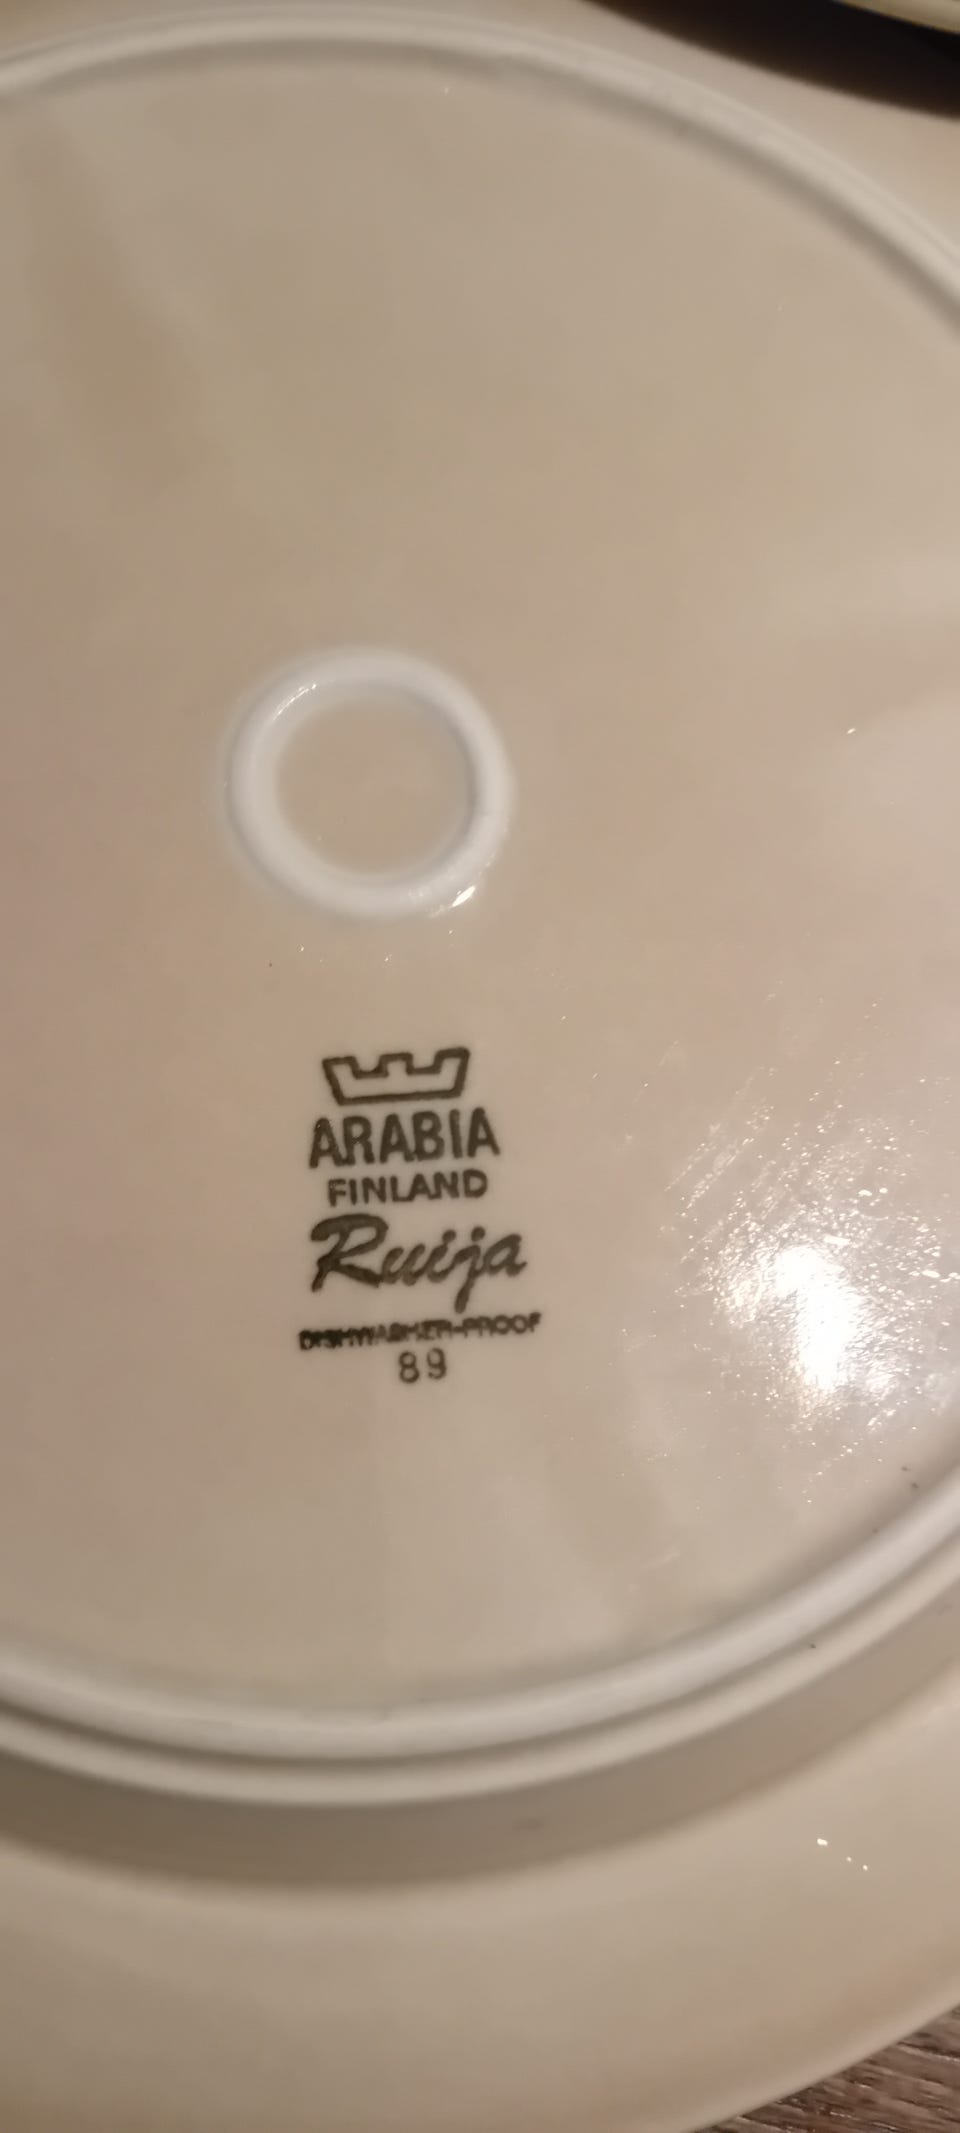 ARABIA
FINLAND
Ruija
DISHWASHER-PROOF
89